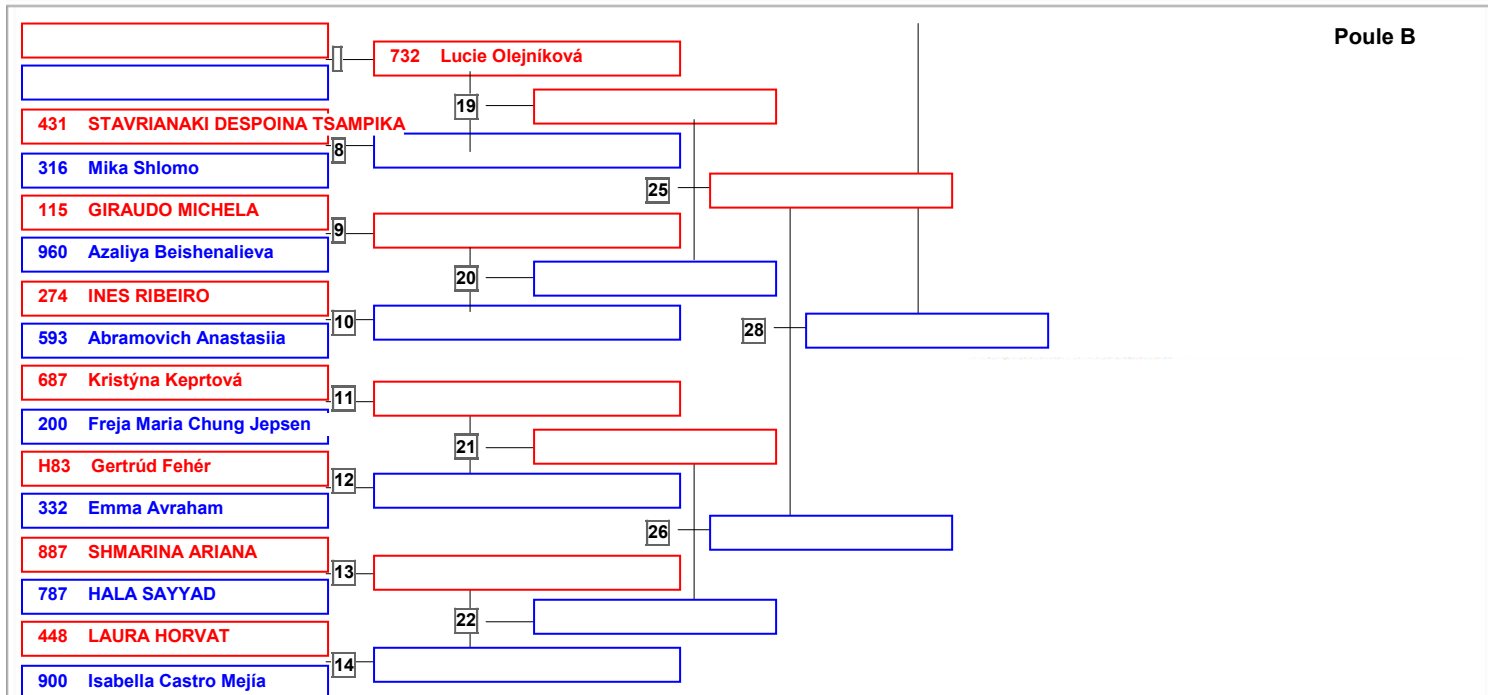 Poule B
732 Lucie Olejníková
19
431 STAVRIANAKI DESPOINA TSAMPIKA
8
316 Mika Shlomo
25
115 GIRAUDO MICHELA
9
960 Azaliya Beishenalieva
20
274 INES RIBEIRO
10
28
593 Abramovich Anastasiia
687 Kristýna Keprtová
11
200 Freja Maria Chung Jepsen
21
H83 Gertrúd Fehér
12
332 Emma Avraham
26
887 SHMARINA ARIANA
13
787 HALA SAYYAD
22
448 LAURA HORVAT
14
900 Isabella Castro Mejía